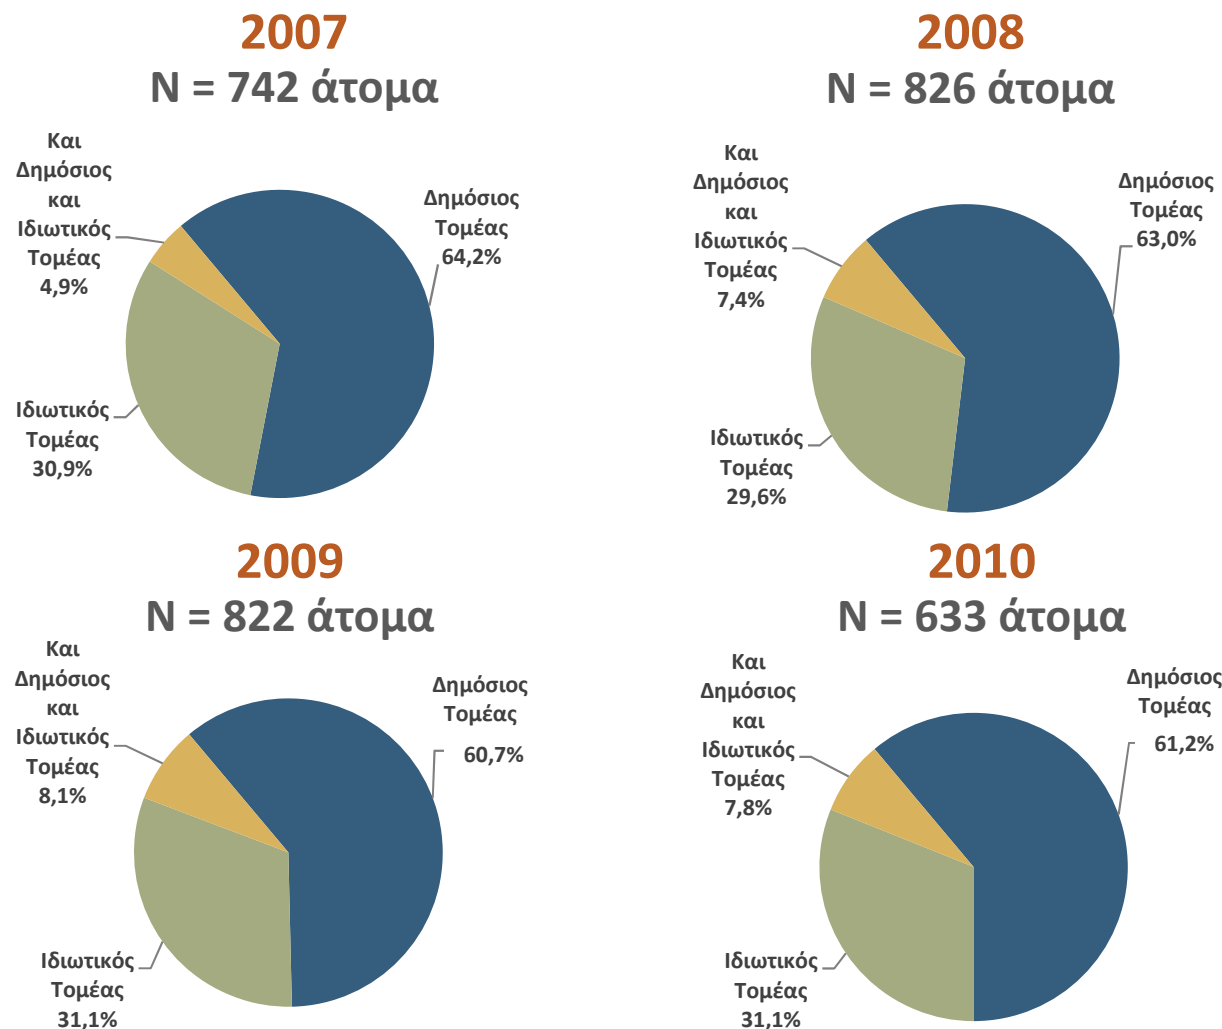 2007
N = 742 άτομα
Και
Δημόσιος
και
Ιδιωτικός
Τομέας
4,9%
Δημόσιος
Τομέας
64,2%
Ιδιωτικός
Τομέας
30,9%
2008
N = 826 άτομα
Και
Δημόσιος
και
Ιδιωτικός
Τομέας
7,4%
Δημόσιος
Τομέας
63,0%
Ιδιωτικός
Τομέας
29,6%
2009
N = 822 άτομα
Και
Δημόσιος
και
Ιδιωτικός
Τομέας
8,1%
Δημόσιος
Τομέας
60,7%
Ιδιωτικός
Τομέας
31,1%
2010
N = 633 άτομα
Και
Δημόσιος
και
Ιδιωτικός
Τομέας
7,8%
Δημόσιος
Τομέας
61,2%
Ιδιωτικός
Τομέας
31,1%